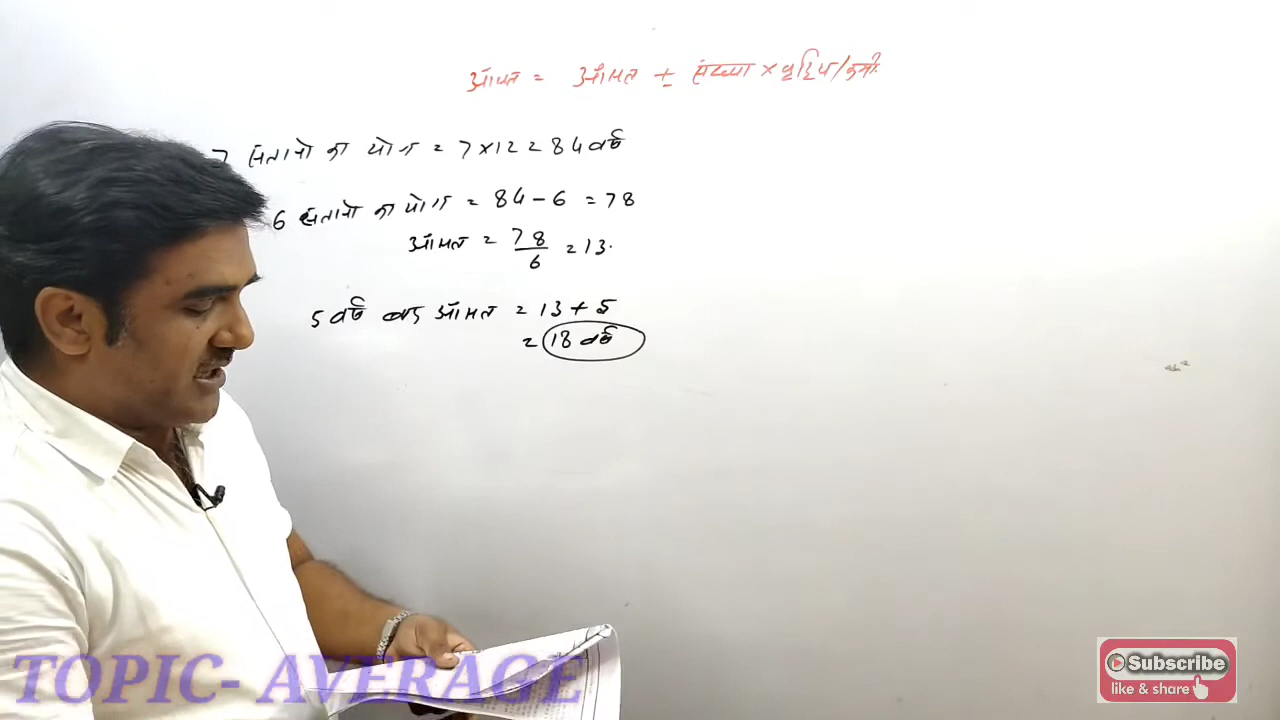 औसत = औसत ± संख्या × वृद्धि/कमी
7 संतानो का योग = 7×12 = 84 वर्ष
6 संतानो का योग = 84 - 6 = 78
औसत = 78/6 = 13.
5 वर्ष बाद औसत = 13 + 5
= 18 वर्ष
TOPIC- AVERAGE
Subscribe
like & share